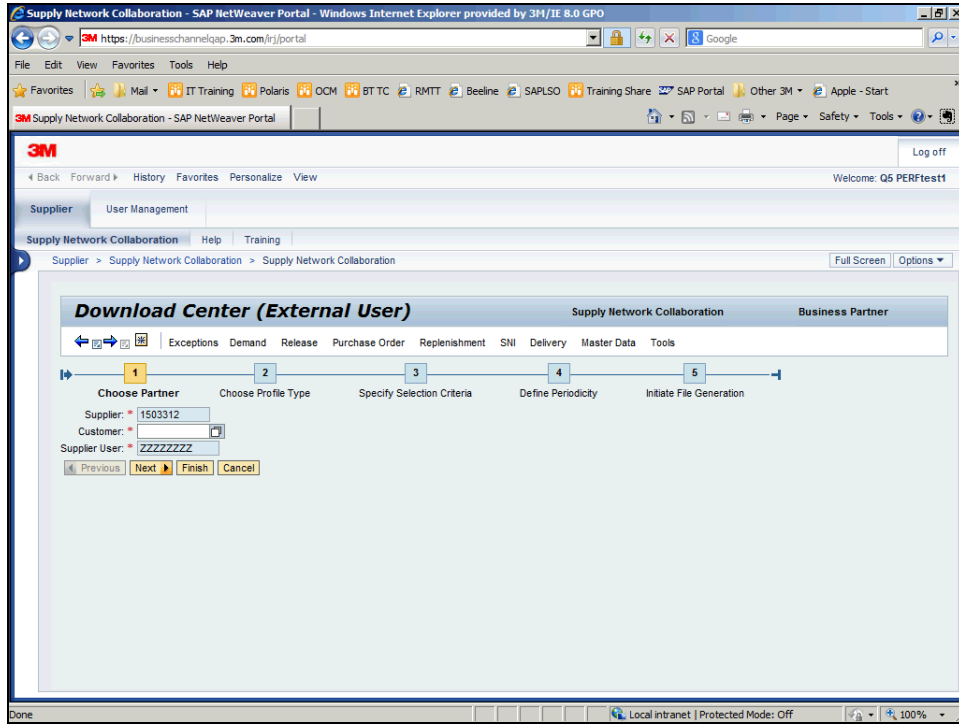 Supply Network Collaboration - SAP NetWeaver Portal - Windows Internet Explorer provided by 3M/IE 8.0 GPO
3M https://businesschannelqap.3m.com/irj/portal
Google
File Edit View Favorites Tools Help
Favorites Mail IT Training Polaris OCM BT TC RMTT Beeline SAPLSO Training Share SAP Portal Other 3M Apple - Start
3M Supply Network Collaboration - SAP NetWeaver Portal
Page Safety Tools
3M
Log off
Back Forward History Favorites Personalize View
Welcome: Q5 PERFtest1
Supplier User Management
Supply Network Collaboration Help Training
Supplier > Supply Network Collaboration > Supply Network Collaboration
Full Screen Options
Download Center (External User)
Supply Network Collaboration
Business Partner
Exceptions Demand Release Purchase Order Replenishment SNI Delivery Master Data Tools
1 2 3 4 5
Choose Partner Choose Profile Type Specify Selection Criteria Define Periodicity Initiate File Generation
Supplier: * 1503312
Customer: *
Supplier User: * ZZZZZZZZ
Previous Next Finish Cancel
Done
Local intranet | Protected Mode: Off
100%